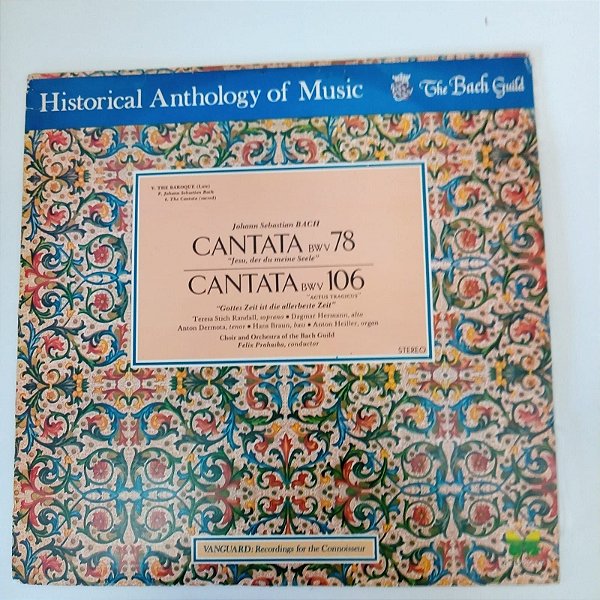 Historical Anthology of Music
The Bach Guild
V. THE BAROQUE (Late)
F. Johann Sebastian Bach
6. The Cantata (sacred)
Johann Sebastian BACH
CANTATA BWV 78
"Jesu, der du meine Seele"
CANTATA BWV 106
"ACTUS TRAGICUS"
"Gottes Zeit ist die allerbeste Zeit"
Teresa Stich Randall, soprano • Dagmar Hermann, alto
Anton Dermota, tenor • Hans Braun, bass • Anton Heiller, organ
Choir and Orchestra of the Bach Guild
Felix Prohaska, conductor
STEREO
VANGUARD: Recordings for the Connoisseur